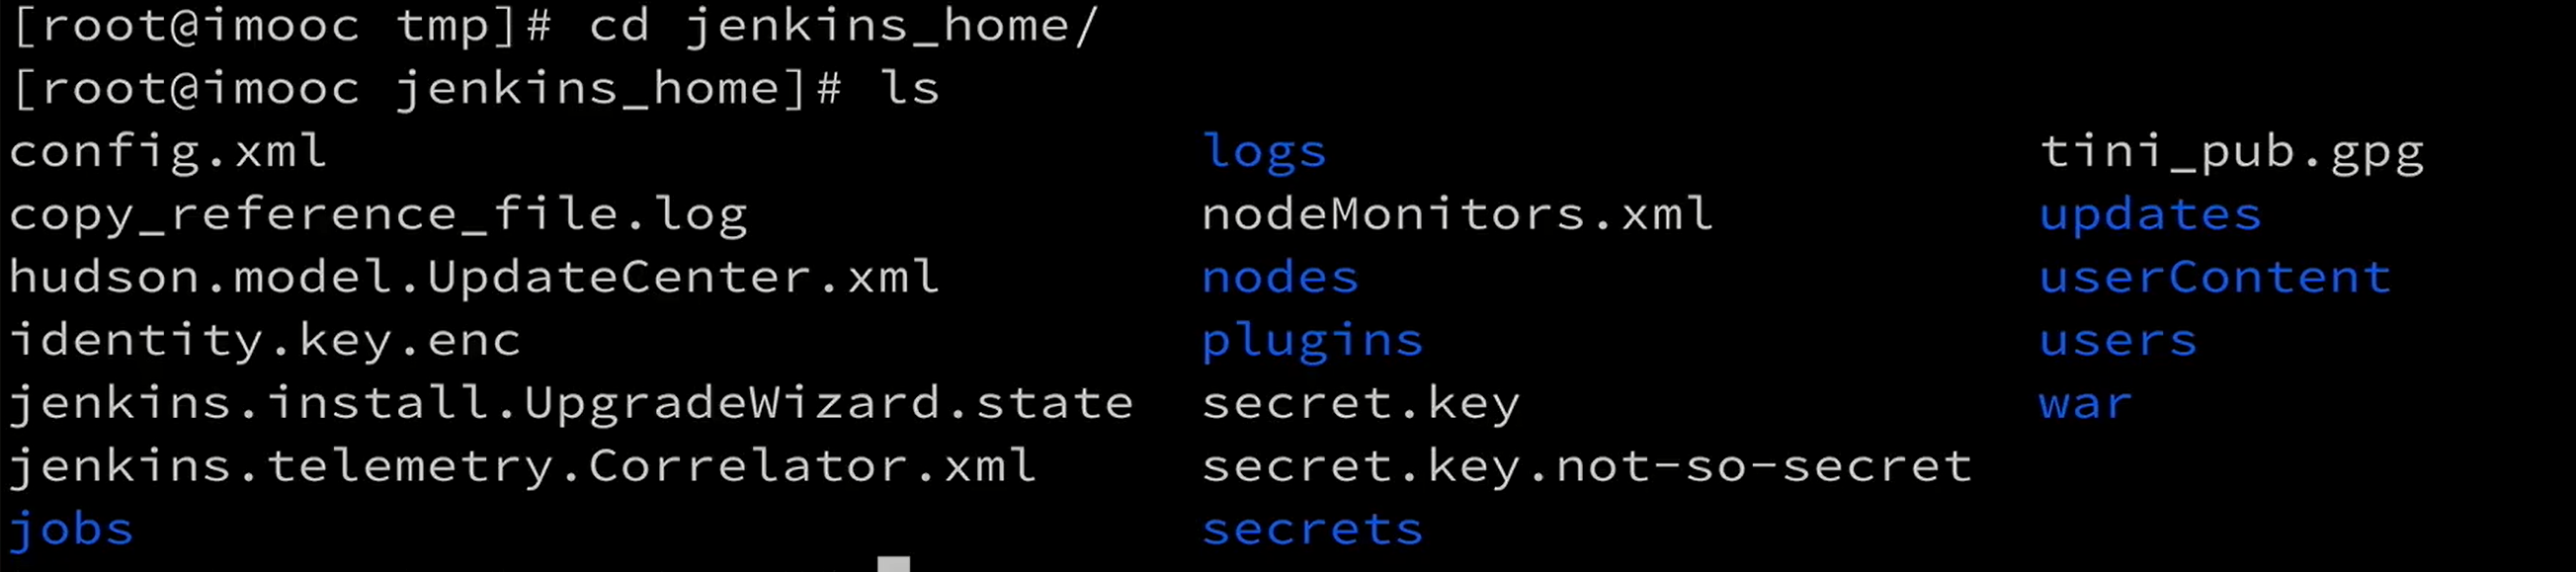 [root@imooc tmp]# cd jenkins_home/
[root@imooc jenkins_home]# ls
config.xml logs tini_pub.gpg
copy_reference_file.log nodeMonitors.xml updates
hudson.model.UpdateCenter.xml nodes userContent
identity.key.enc plugins users
jenkins.install.UpgradeWizard.state secret.key war
jenkins.telemetry.Correlator.xml secret.key.not-so-secret
jobs secrets